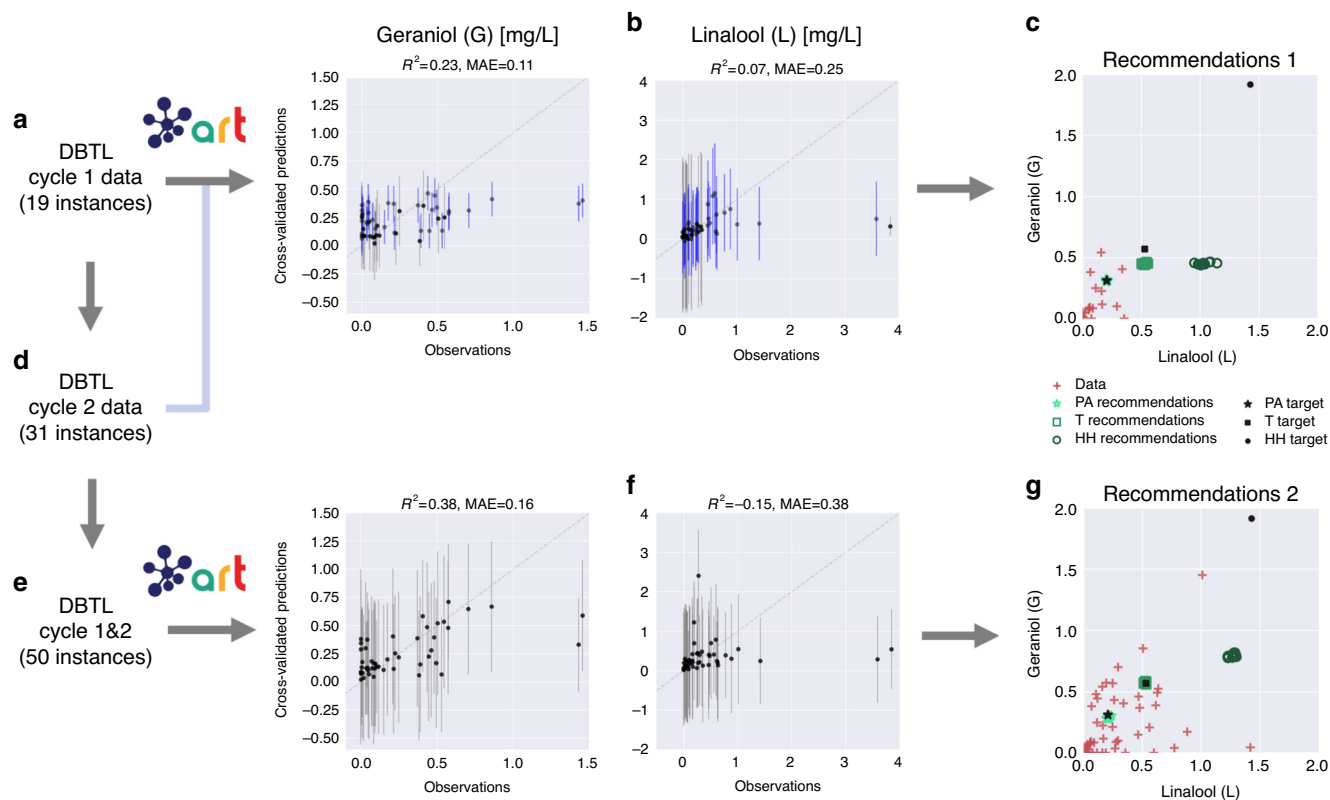 a
DBTL
cycle 1 data
(19 instances)
art
Geraniol (G) [mg/L]
R²=0.23, MAE=0.11
Cross-validated predictions
1.50
1.25
1.00
0.75
0.50
0.25
0.00
–0.25
–0.50
0.0
0.5
1.0
1.5
Observations
b
Linalool (L) [mg/L]
R²=0.07, MAE=0.25
4
3
2
1
0
–1
–2
0
1
2
3
4
Observations
c
Recommendations 1
Geraniol (G)
2.0
1.5
1.0
0.5
0.0
0.0
0.5
1.0
1.5
2.0
Linalool (L)
Data
PA recommendations
T recommendations
HH recommendations
PA target
T target
HH target
d
DBTL
cycle 2 data
(31 instances)
e
DBTL
cycle 1&2
(50 instances)
art
R²=0.38, MAE=0.16
Cross-validated predictions
1.50
1.25
1.00
0.75
0.50
0.25
0.00
–0.25
–0.50
0.0
0.5
1.0
1.5
Observations
f
R²=–0.15, MAE=0.38
4
3
2
1
0
–1
–2
0
1
2
3
4
Observations
g
Recommendations 2
Geraniol (G)
2.0
1.5
1.0
0.5
0.0
0.0
0.5
1.0
1.5
2.0
Linalool (L)